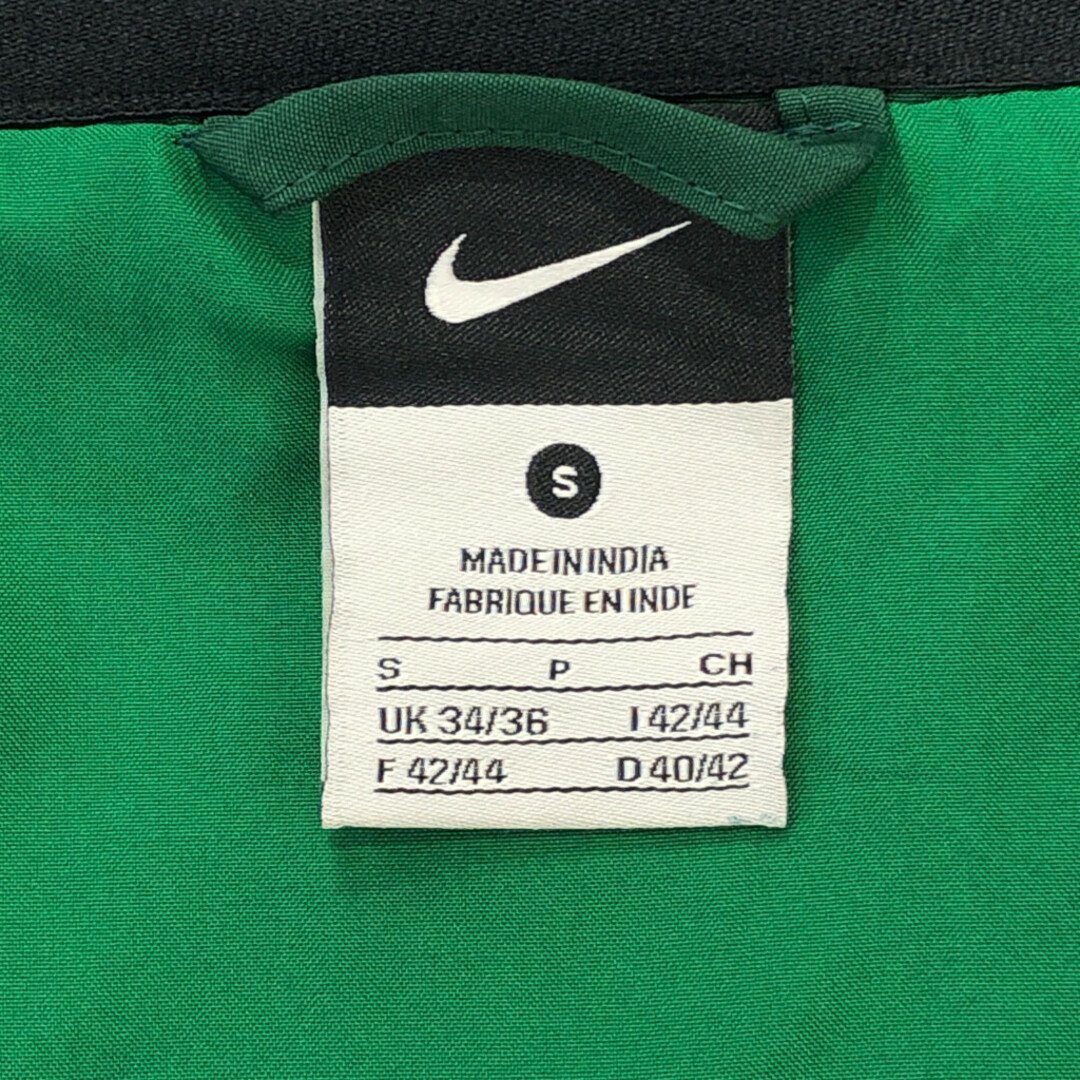 S
MADE IN INDIA
FABRIQUE EN INDE
S P CH
UK 34/36 I 42/44
F 42/44 D 40/42